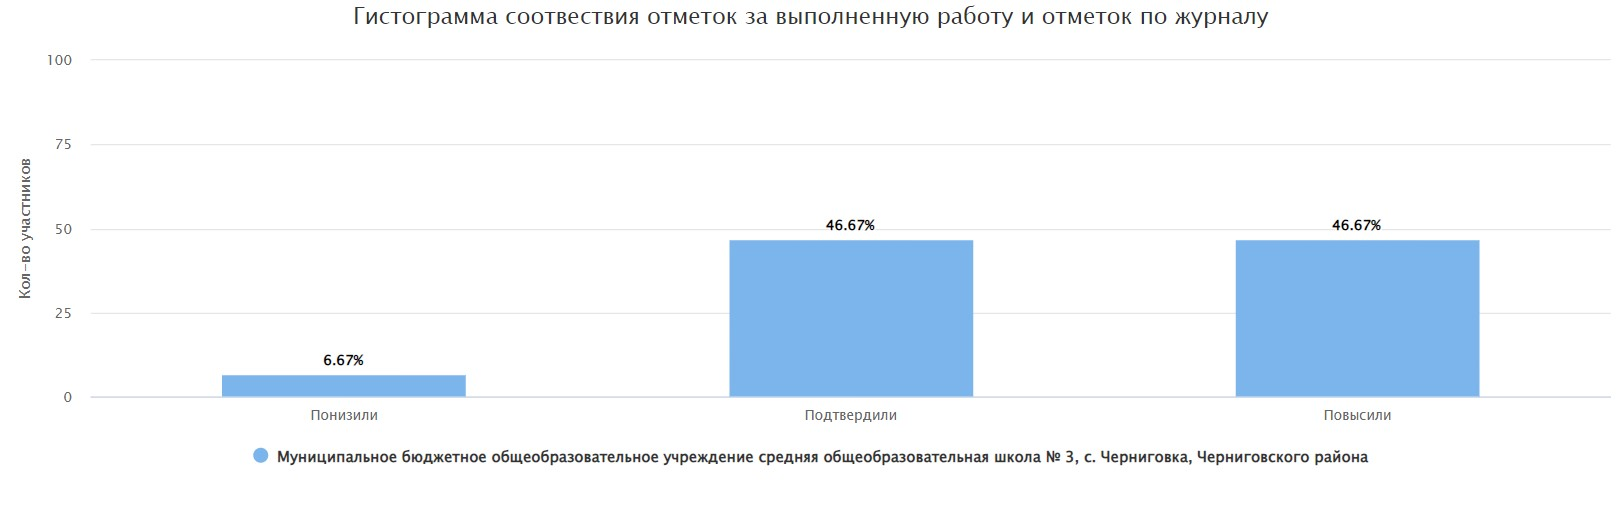 Гистограмма соотвествия отметок за выполненную работу и отметок по журналу
Кол-во участников
100
75
50
25
0
6.67%
46.67%
46.67%
Понизили
Подтвердили
Повысили
Муниципальное бюджетное общеобразовательное учреждение средняя общеобразовательная школа № 3, с. Черниговка, Черниговского района